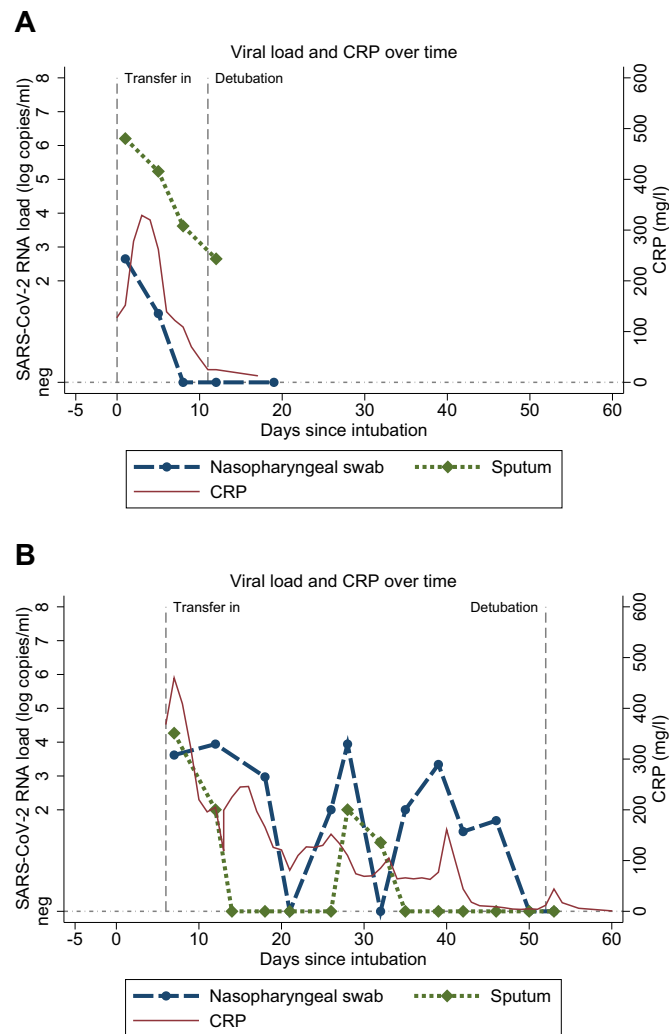 A
Viral load and CRP over time
Transfer in
Detubation
SARS-CoV-2 RNA load (log copies/ml)
8
7
6
5
4
3
2
neg
600
500
400
300
200
100
0
CRP (mg/l)
-5 0 10 20 30 40 50 60
Days since intubation
Nasopharyngeal swab Sputum
CRP
B
Viral load and CRP over time
Transfer in
Detubation
SARS-CoV-2 RNA load (log copies/ml)
8
7
6
5
4
3
2
neg
600
500
400
300
200
100
0
CRP (mg/l)
-5 0 10 20 30 40 50 60
Days since intubation
Nasopharyngeal swab Sputum
CRP